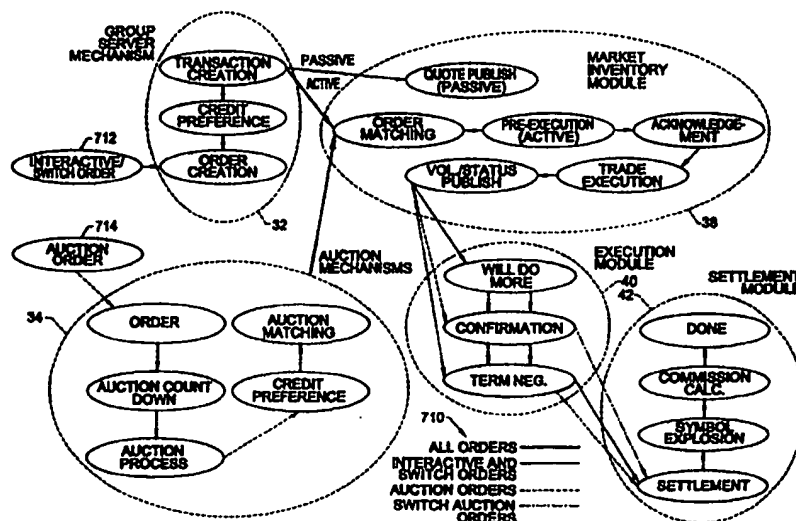 GROUP
SERVER
MECHANISM
TRANSACTION
CREATION
PASSIVE
ACTIVE
QUOTE PUBLISH
(PASSIVE)
MARKET
INVENTORY
MODULE
CREDIT
PREFERENCE
ORDER
MATCHING
PRE-EXECUTION
(ACTIVE)
ACKNOWLEDGE-
MENT
712
INTERACTIVE/
SWITCH ORDER
ORDER
CREATION
VOL./STATUS
PUBLISH
TRADE
EXECUTION
32
38
714
AUCTION
ORDER
AUCTION
MECHANISMS
EXECUTION
MODULE
40
42
SETTLEMENT
MODULE
WILL DO
MORE
34
ORDER
AUCTION
MATCHING
CONFIRMATION
DONE
AUCTION COUNT
DOWN
CREDIT
PREFERENCE
TERM NEG.
COMMISSION
CALC.
AUCTION
PROCESS
710
SYMBOL
EXPLOSION
ALL ORDERS
INTERACTIVE AND
SWITCH ORDERS
SETTLEMENT
AUCTION ORDERS
SWITCH AUCTION
ORDERS